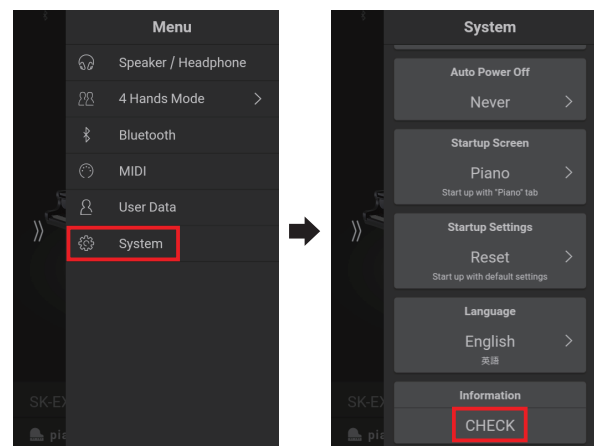 Menu
Speaker / Headphone
4 Hands Mode
Bluetooth
MIDI
User Data
System
SK-EX
pia
System
Auto Power Off
Never
Startup Screen
Piano
Start up with "Piano" tab
Startup Settings
Reset
Start up with default settings
Language
English
英語
Information
CHECK
SK-EX
pia